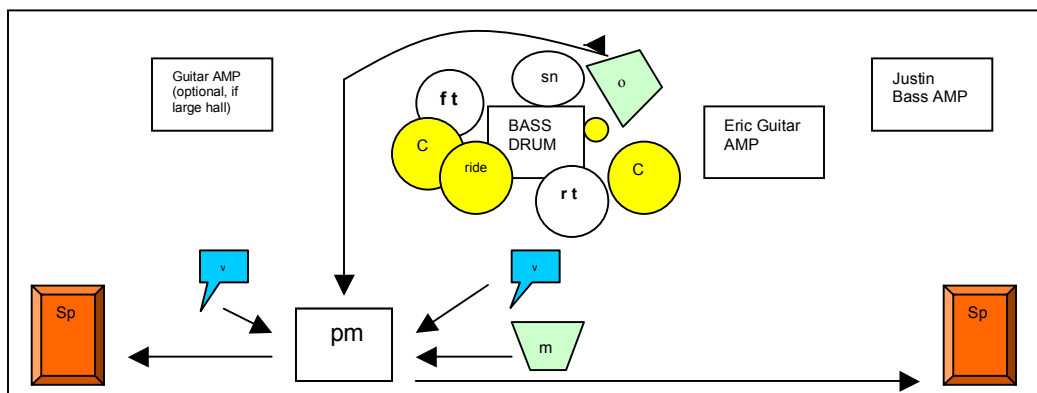 Guitar AMP
(optional, if
large hall)
sn
o
Justin
Bass AMP
f t
BASS
DRUM
Eric Guitar
AMP
C
ride
C
r t
v
v
Sp
pm
m
Sp